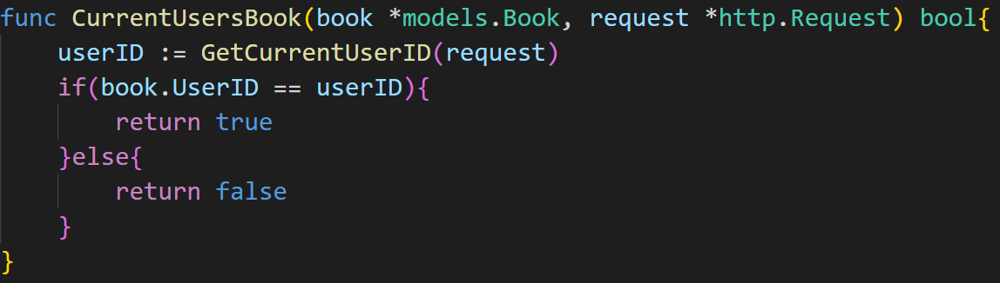 func CurrentUsersBook(book *models.Book, request *http.Request) bool{
    userID := GetCurrentUserID(request)
    if(book.UserID == userID){
        return true
    }else{
        return false
    }
}